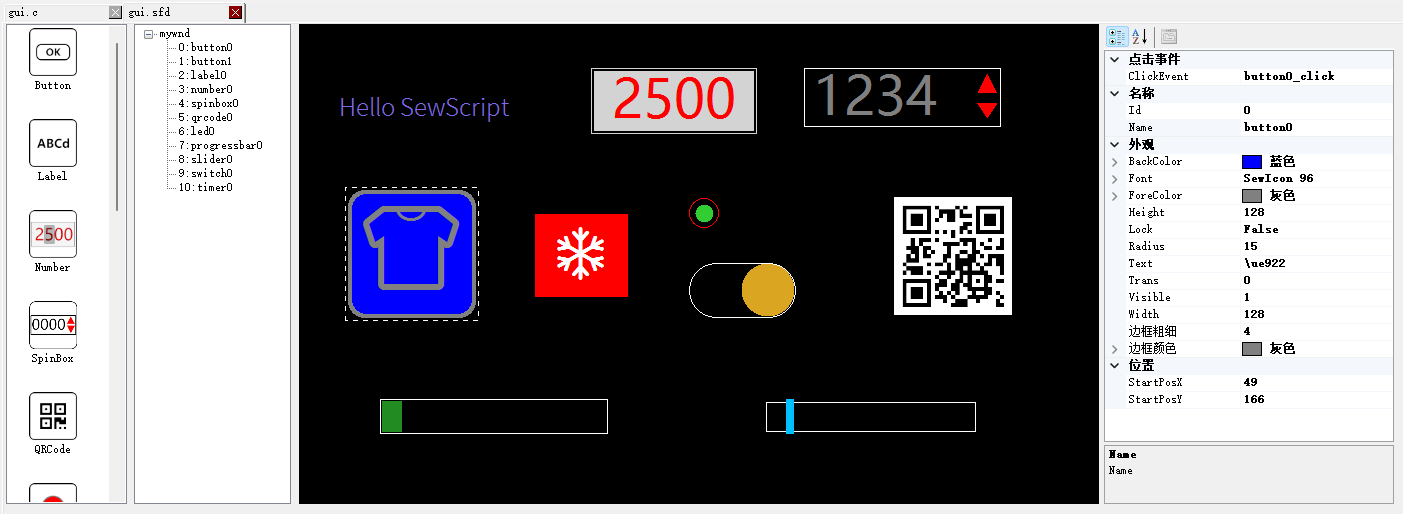 gui.c
gui.sfd
OK
Button
ABCd
Label
2500
Number
0000
SpinBox
QRCode
mywnd
0:button0
1:button1
2:label0
3:number0
4:spinbox0
5:qrcode0
6:led0
7:progressbar0
8:slider0
9:switch0
10:timer0
Hello SewScript
2500
1234
点击事件
ClickEvent button0_click
名称
Id 0
Name button0
外观
BackColor 蓝色
Font SewIcon 96
ForeColor 灰色
Height 128
Lock False
Radius 15
Text \ue922
Trans 0
Visible 1
Width 128
边框粗细 4
边框颜色 灰色
位置
StartPosX 49
StartPosY 166
Name
Name